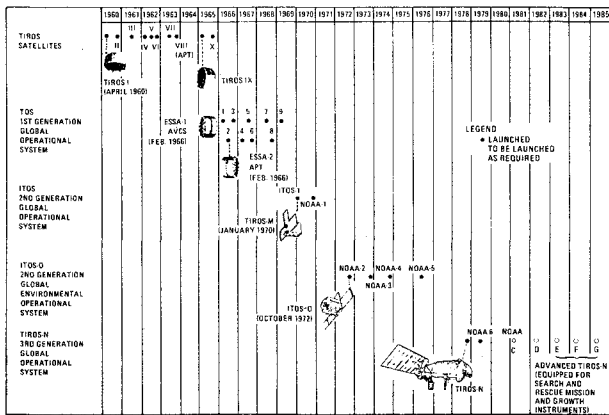 1960 1961 1962 1963 1964 1965 1966 1967 1968 1969 1970 1971 1972 1973 1974 1975 1976 1977 1978 1979 1980 1981 1982 1983 1984 1985
TIROS
SATELLITES
II
III
IV
V
VI
VII
VIII
(APT)
X
TIROS I
(APRIL 1960)
TIROS IX
TOS
1ST GENERATION
GLOBAL
OPERATIONAL
SYSTEM
ESSA-1
AVCS
(FEB. 1966)
1 3 5 7 9
2 4 6 8
ESSA-2
APT
(FEB. 1966)
LEGEND
LAUNCHED
TO BE LAUNCHED
AS REQUIRED
ITOS
2ND GENERATION
GLOBAL
OPERATIONAL
SYSTEM
ITOS-1
NOAA-1
TIROS-M
(JANUARY 1970)
ITOS-D
2ND GENERATION
GLOBAL
ENVIRONMENTAL
OPERATIONAL
SYSTEM
NOAA-2 NOAA-4 NOAA-5
NOAA-3
ITOS-D
(OCTOBER 1972)
TIROS-N
3RD GENERATION
GLOBAL
OPERATIONAL
SYSTEM
NOAA-6 NOAA
C D E F G
TIROS-N
ADVANCED TIROS-N
(EQUIPPED FOR
SEARCH AND
RESCUE MISSION
AND GROWTH
INSTRUMENTS)